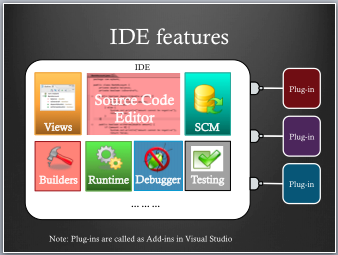 IDE features
IDE
Views
Source Code
Editor
SCM
Builders
Runtime
Debugger
Testing
... ... ...
Plug-in
Plug-in
Plug-in
Note: Plug-ins are called as Add-ins in Visual Studio